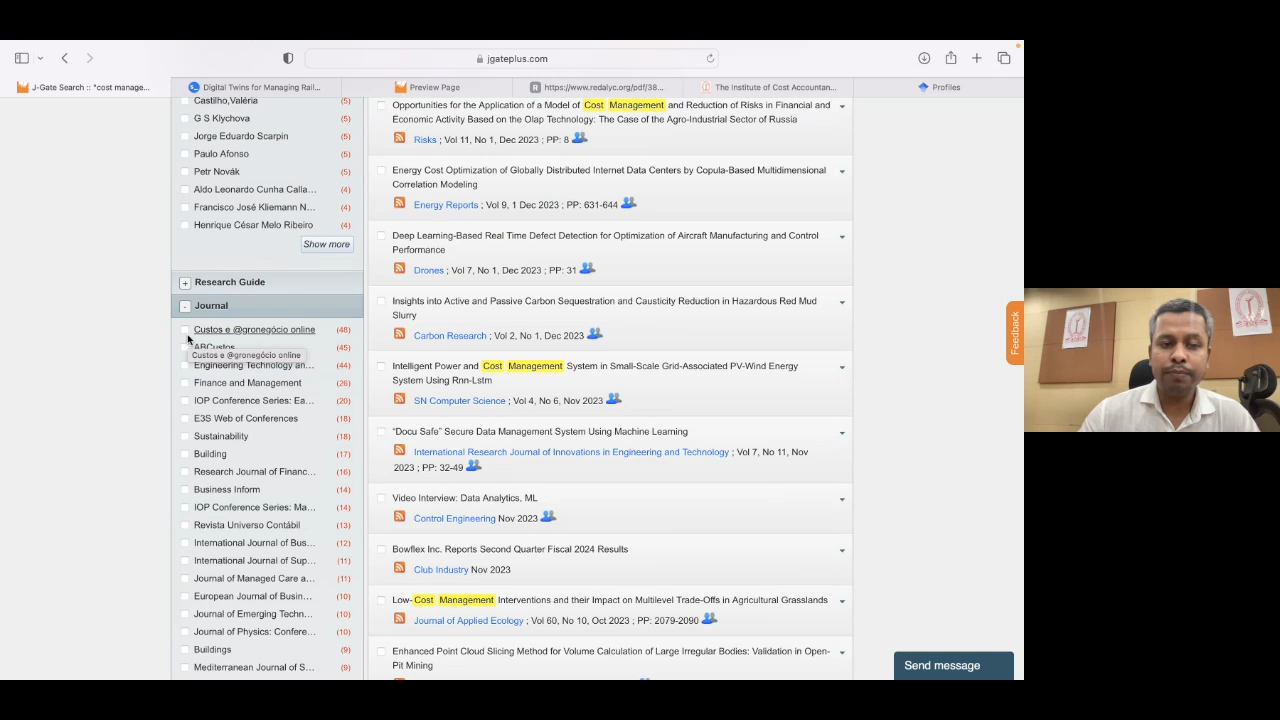 jgateplus.com
J-Gate Search :: "cost manage...
Digital Twins for Managing Rail...
Preview Page
https://www.redalyc.org/pdf/38...
The Institute of Cost Accountan...
Profiles
Castilho,Valéria (5)
G S Klychova (5)
Jorge Eduardo Scarpin (5)
Paulo Afonso (5)
Petr Novák (5)
Aldo Leonardo Cunha Calla... (4)
Francisco José Kliemann N... (4)
Henrique César Melo Ribeiro (4)
Show more
+ Research Guide
- Journal
Custos e @gronegócio online (48)
ABCustos (45)
Custos e @gronegócio online
Engineering Technology an... (44)
Finance and Management (26)
IOP Conference Series: Ea... (20)
E3S Web of Conferences (18)
Sustainability (18)
Building (17)
Research Journal of Financ... (16)
Business Inform (14)
IOP Conference Series: Ma... (14)
Revista Universo Contábil (13)
International Journal of Bus... (12)
International Journal of Sup... (11)
Journal of Managed Care a... (11)
European Journal of Busin... (10)
Journal of Emerging Techn... (10)
Journal of Physics: Confere... (10)
Buildings (9)
Mediterranean Journal of S... (9)
Opportunities for the Application of a Model of Cost Management and Reduction of Risks in Financial and
Economic Activity Based on the Olap Technology: The Case of the Agro-Industrial Sector of Russia
Risks ; Vol 11, No 1, Dec 2023 ; PP: 8
Energy Cost Optimization of Globally Distributed Internet Data Centers by Copula-Based Multidimensional
Correlation Modeling
Energy Reports ; Vol 9, 1 Dec 2023 ; PP: 631-644
Deep Learning-Based Real Time Defect Detection for Optimization of Aircraft Manufacturing and Control
Performance
Drones ; Vol 7, No 1, Dec 2023 ; PP: 31
Insights into Active and Passive Carbon Sequestration and Causticity Reduction in Hazardous Red Mud
Slurry
Carbon Research ; Vol 2, No 1, Dec 2023
Intelligent Power and Cost Management System in Small-Scale Grid-Associated PV-Wind Energy
System Using Rnn-Lstm
SN Computer Science ; Vol 4, No 6, Nov 2023
“Docu Safe” Secure Data Management System Using Machine Learning
International Research Journal of Innovations in Engineering and Technology ; Vol 7, No 11, Nov
2023 ; PP: 32-49
Video Interview: Data Analytics, ML
Control Engineering Nov 2023
Bowflex Inc. Reports Second Quarter Fiscal 2024 Results
Club Industry Nov 2023
Low-Cost Management Interventions and their Impact on Multilevel Trade-Offs in Agricultural Grasslands
Journal of Applied Ecology ; Vol 60, No 10, Oct 2023 ; PP: 2079-2090
Enhanced Point Cloud Slicing Method for Volume Calculation of Large Irregular Bodies: Validation in Open-
Pit Mining
Feedback
Send message